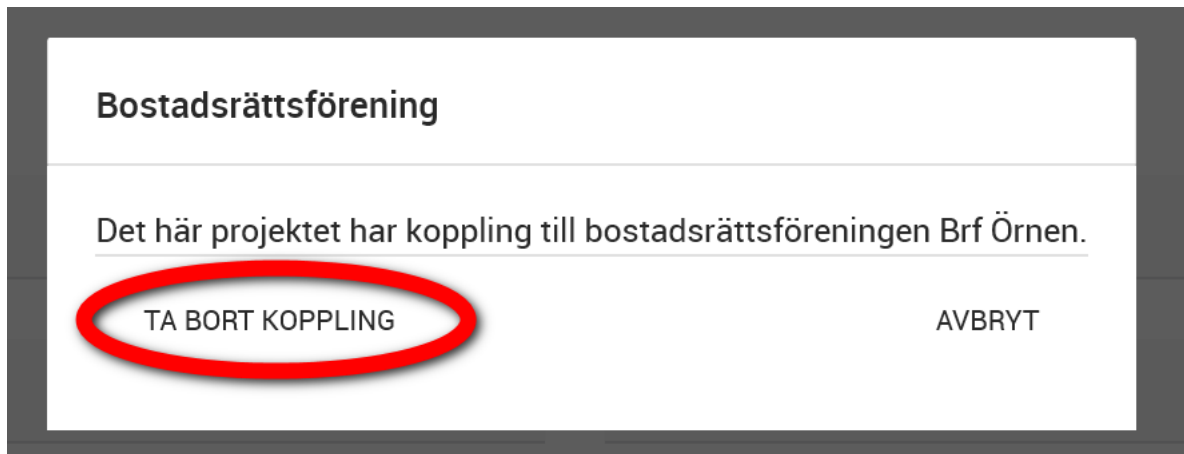 Bostadsrättsförening
Det här projektet har koppling till bostadsrättsföreningen Brf Örnen.
TA BORT KOPPLING
AVBRYT